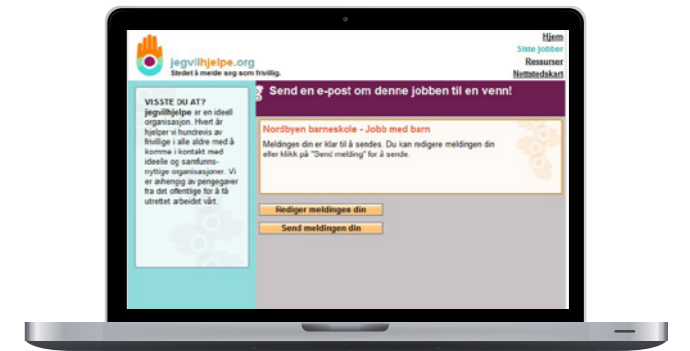 Hjem
Siste jobber
Ressurser
Nettstedskart
jegvilhjelpe.org
Stedet å melde seg som frivillig.
Send en e-post om denne jobben til en venn!
VISSTE DU AT?
jegvilhjelpe er en ideell
organisasjon. Hvert år
hjelper vi hundrevis av
frivillige i alle aldre med å
komme i kontakt med
ideelle og samfunns-
nyttige organisasjoner. Vi
er avhengig av pengegaver
fra det offentlige for å få
utrettet arbeidet vårt.
Nordbyen barneskole - Jobb med barn
Meldingen din er klar til å sendes. Du kan redigere meldingen din
eller klikk på "Send melding" for å sende.
Rediger meldingen din
Send meldingen din